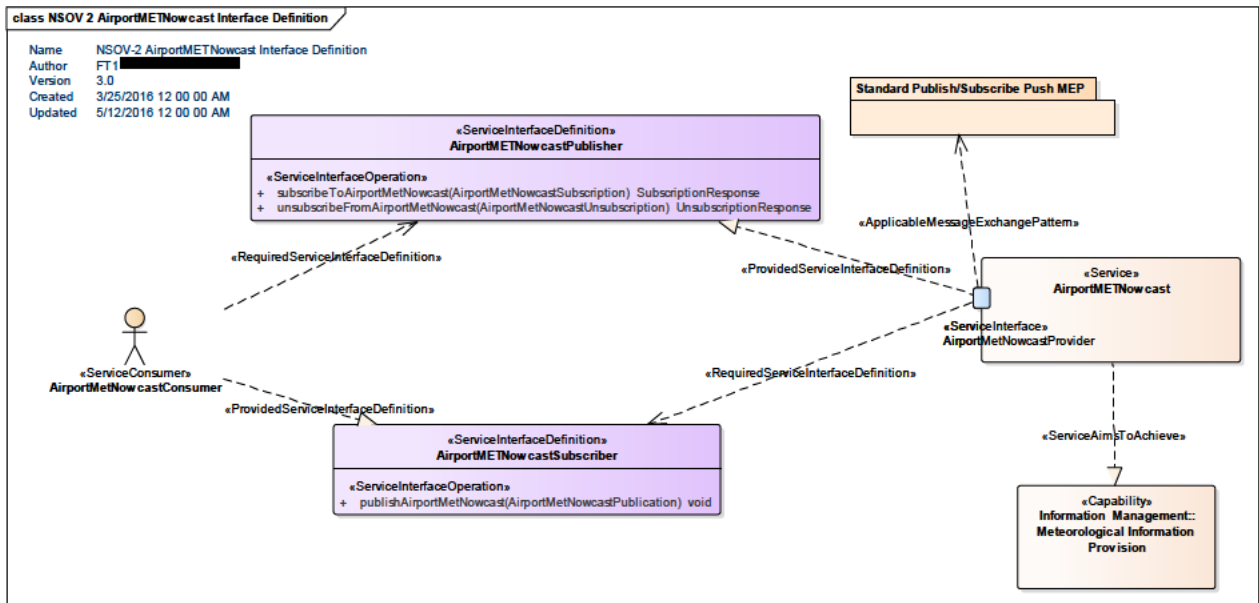 class NSOV 2 AirportMETNowcast Interface Definition
Name NSOV-2 AirportMETNowcast Interface Definition
Author FT1
Version 3.0
Created 3/25/2016 12 00 00 AM
Updated 5/12/2016 12 00 00 AM
Standard Publish/Subscribe Push MEP
«ServiceInterfaceDefinition»
AirportMETNowcastPublisher
«ServiceInterfaceOperation»
+ subscribeToAirportMetNowcast(AirportMetNowcastSubscription) SubscriptionResponse
+ unsubscribeFromAirportMetNowcast(AirportMetNowcastUnsubscription) UnsubscriptionResponse
«ApplicableMessageExchangePattern»
«RequiredServiceInterfaceDefinition»
«ProvidedServiceInterfaceDefinition»
«Service»
AirportMETNowcast
«ServiceInterface»
AirportMetNowcastProvider
«ServiceConsumer»
AirportMetNowcastConsumer
«RequiredServiceInterfaceDefinition»
«ProvidedServiceInterfaceDefinition»
«ServiceInterfaceDefinition»
AirportMETNowcastSubscriber
«ServiceInterfaceOperation»
+ publishAirportMetNowcast(AirportMetNowcastPublication) void
«ServiceAimsToAchieve»
«Capability»
Information Management::
Meteorological Information
Provision